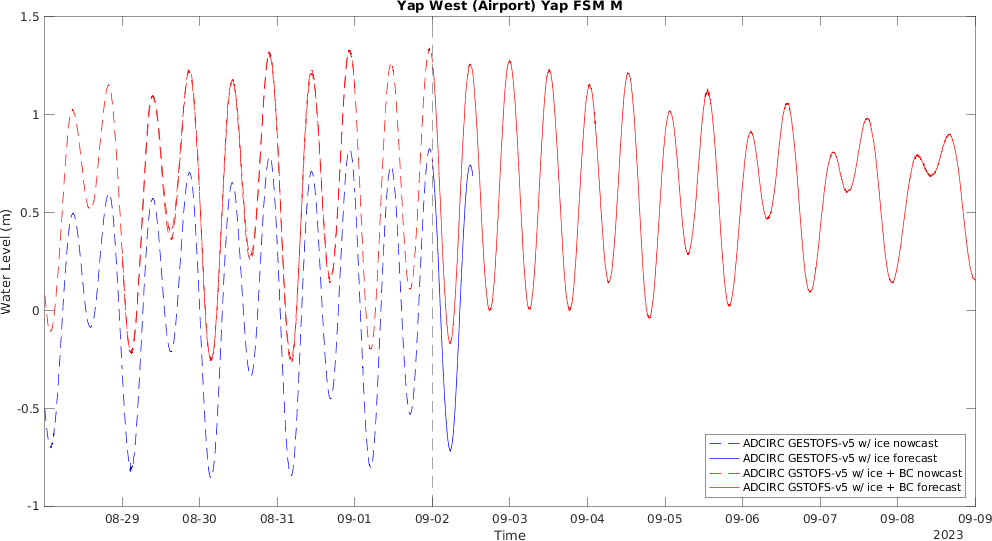 Yap West (Airport) Yap FSM M
1.5
1
0.5
0
-0.5
-1
Water Level (m)
08-29
08-30
08-31
09-01
09-02
09-03
09-04
09-05
09-06
09-07
09-08
09-09
Time
2023
ADCIRC GESTOFS-v5 w/ ice nowcast
ADCIRC GESTOFS-v5 w/ ice forecast
ADCIRC GSTOFS-v5 w/ ice + BC nowcast
ADCIRC GSTOFS-v5 w/ ice + BC forecast